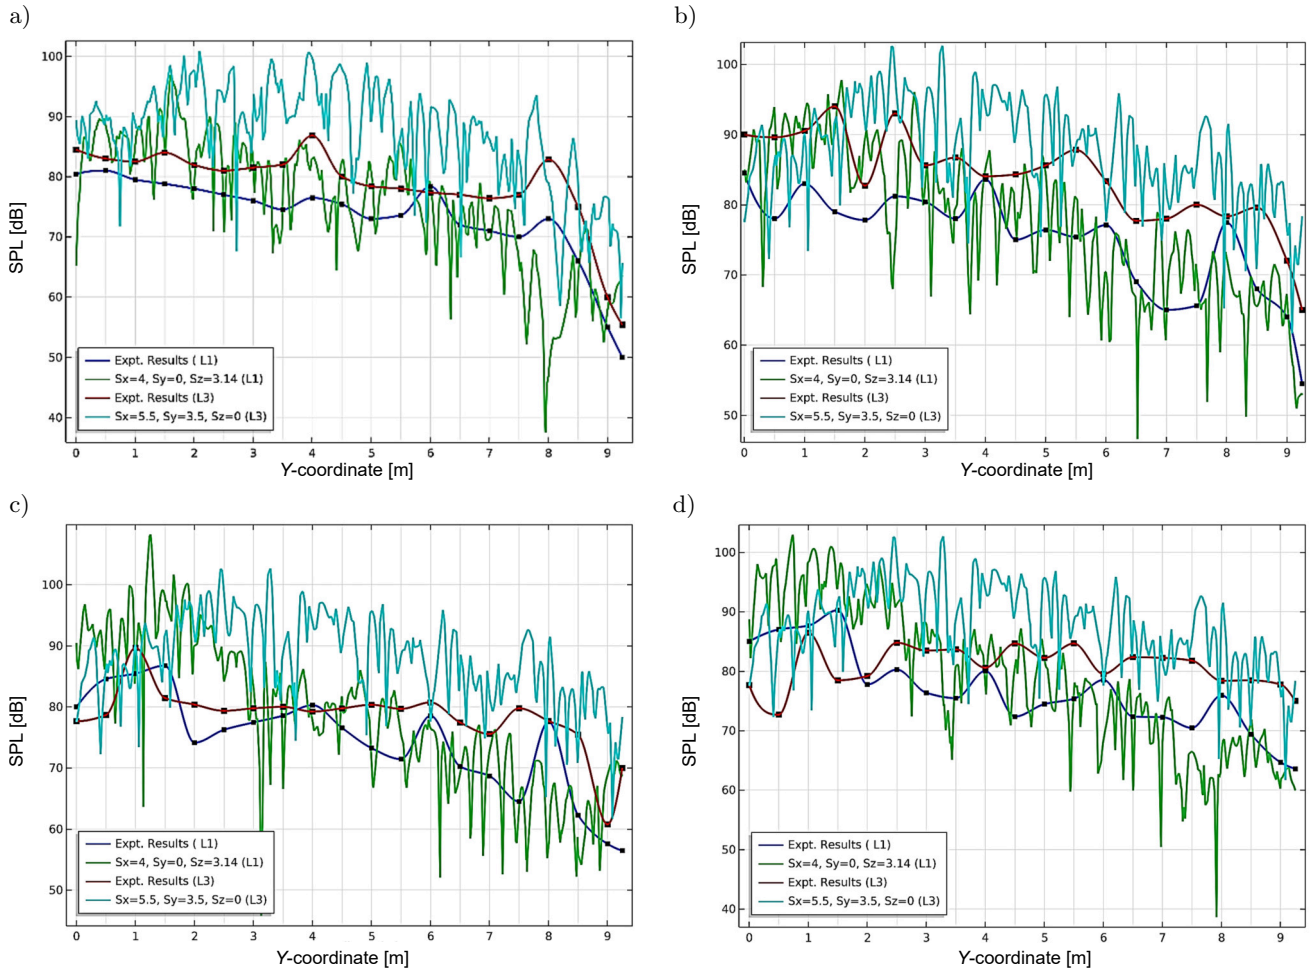 a)
100
90
80
70
60
50
40
SPL [dB]
Expt. Results ( L1)
Sx=4, Sy=0, Sz=3.14 (L1)
Expt. Results (L3)
Sx=5.5, Sy=3.5, Sz=0 (L3)
0 1 2 3 4 5 6 7 8 9
Y-coordinate [m]
b)
100
90
80
70
60
50
SPL [dB]
Expt. Results ( L1)
Sx=4, Sy=0, Sz=3.14 (L1)
Expt. Results (L3)
Sx=5.5, Sy=3.5, Sz=0 (L3)
0 1 2 3 4 5 6 7 8 9
Y-coordinate [m]
c)
100
90
80
70
60
50
SPL [dB]
Expt. Results ( L1)
Sx=4, Sy=0, Sz=3.14 (L1)
Expt. Results (L3)
Sx=5.5, Sy=3.5, Sz=0 (L3)
0 1 2 3 4 5 6 7 8 9
Y-coordinate [m]
d)
100
90
80
70
60
50
40
SPL [dB]
Expt. Results ( L1)
Sx=4, Sy=0, Sz=3.14 (L1)
Expt. Results (L3)
Sx=5.5, Sy=3.5, Sz=0 (L3)
0 1 2 3 4 5 6 7 8 9
Y-coordinate [m]